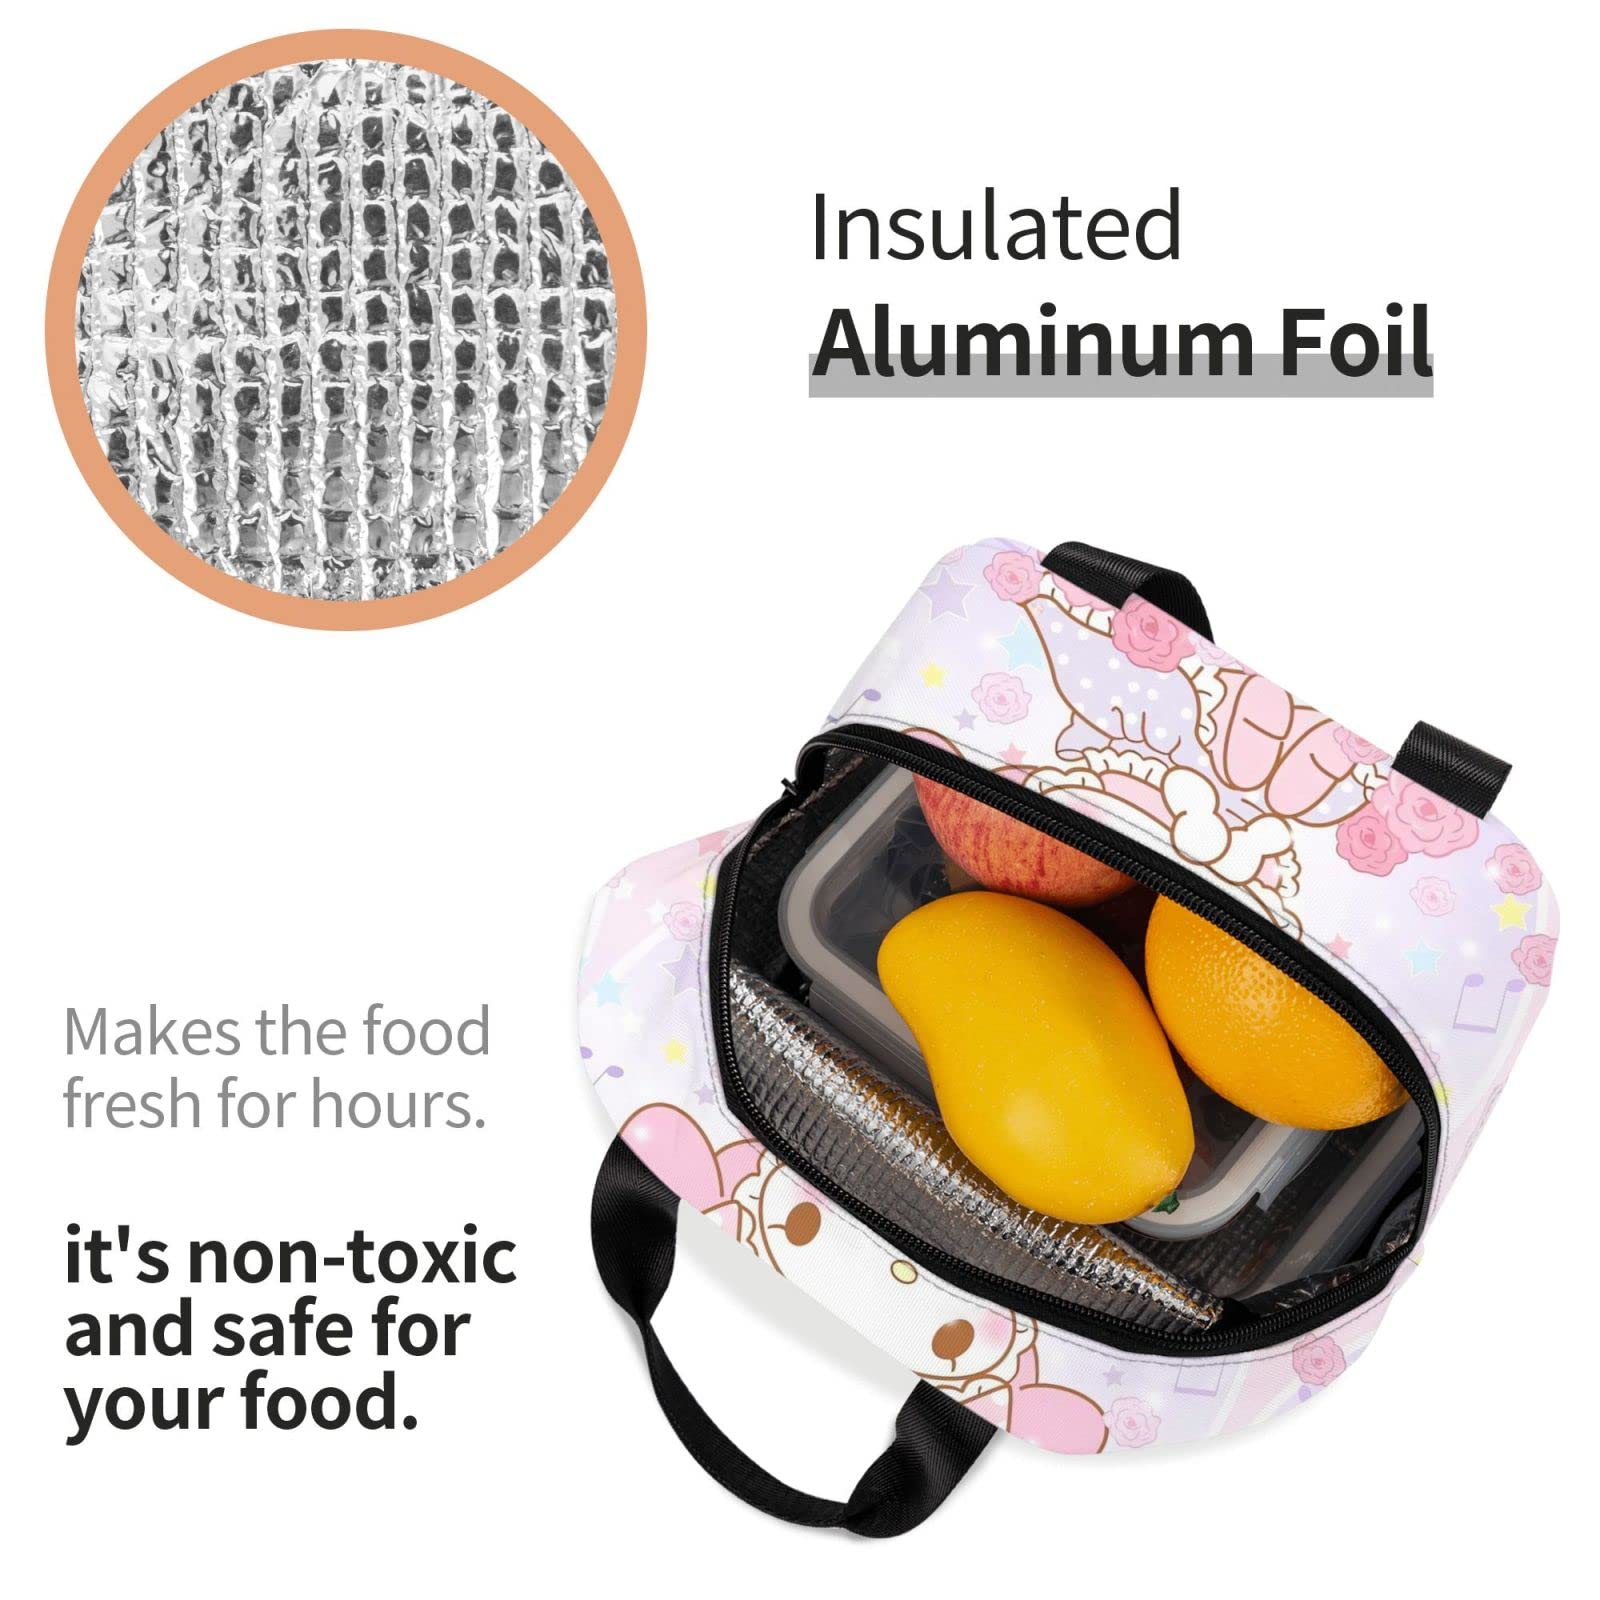 Insulated
Aluminum Foil
Makes the food
fresh for hours.
it's non-toxic
and safe for
your food.